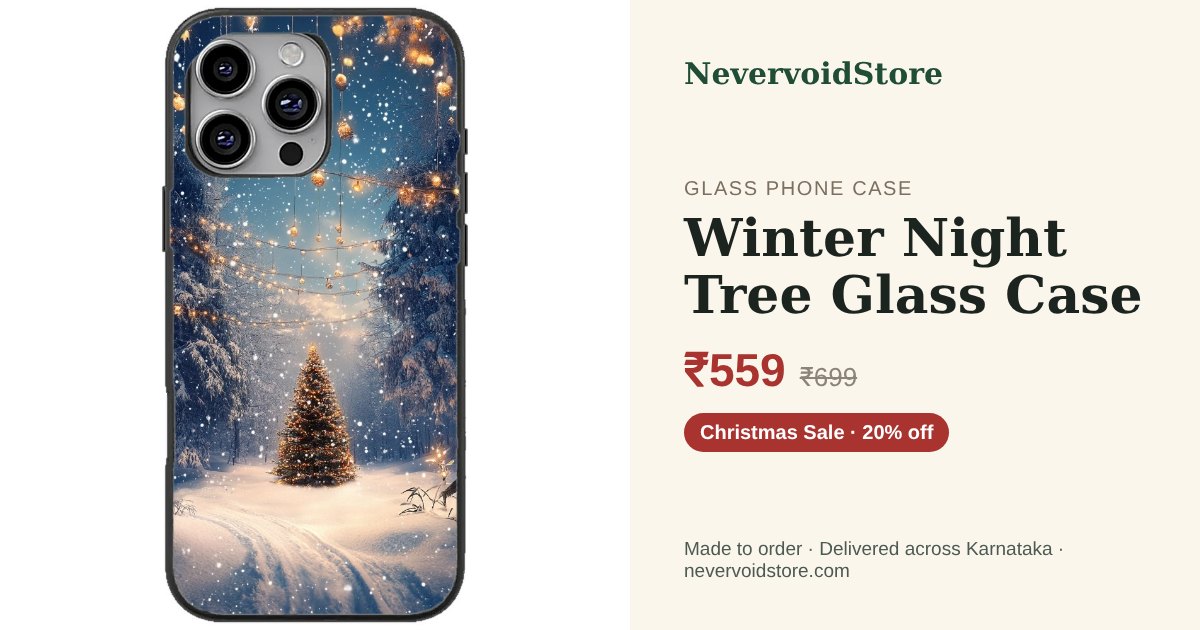 NevervoidStore
GLASS PHONE CASE
Winter Night
Tree Glass Case
₹559 ₹699
Christmas Sale · 20% off
Made to order · Delivered across Karnataka ·
nevervoidstore.com